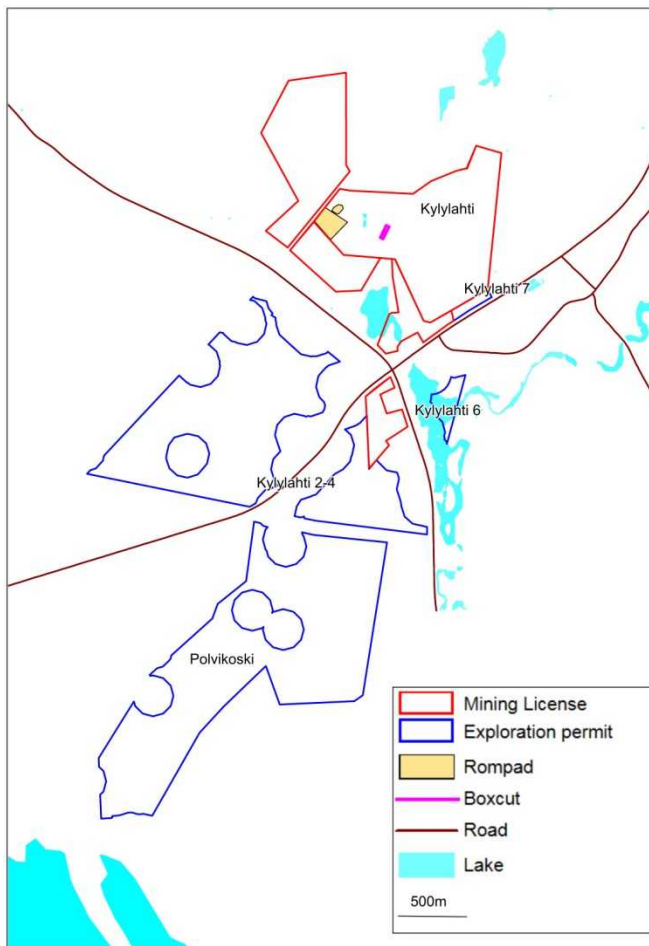 Kylylahti
Kylylahti 7
Kylylahti 6
Kylylahti 2-4
Polvikoski
Mining License
Exploration permit
Rompad
Boxcut
Road
Lake
500m